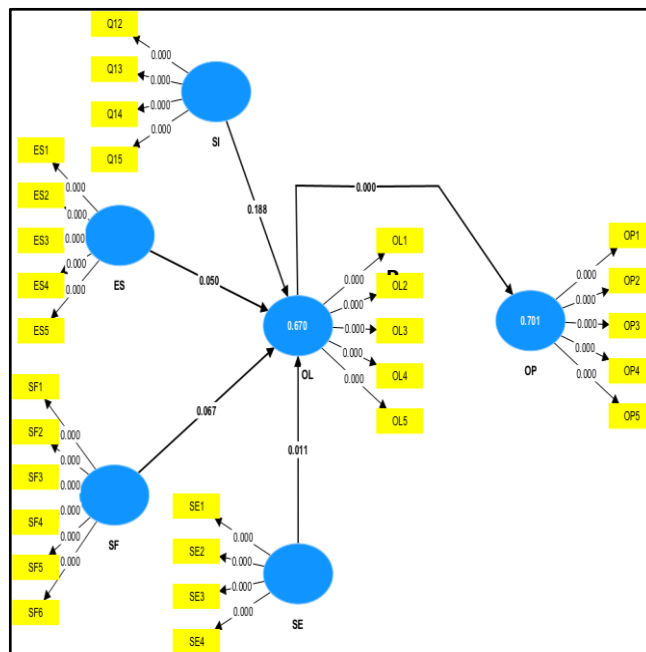 Q12
0.000
Q13
0.000
Q14
0.000
Q15
0.000
SI
ES1
0.000
ES2
0.000
ES3
0.000
ES4
0.000
ES5
0.000
ES
0.188
0.050
0.000
OL1
0.000
OL2
0.000
OL3
0.000
OL4
0.000
OL5
0.000
0.670
OL
OP1
0.000
OP2
0.000
OP3
0.000
OP4
0.000
OP5
0.000
0.701
OP
SF1
0.000
SF2
0.000
SF3
0.000
SF4
0.000
SF5
0.000
SF6
0.000
SF
0.067
0.011
SE1
0.000
SE2
0.000
SE3
0.000
SE4
0.000
SE